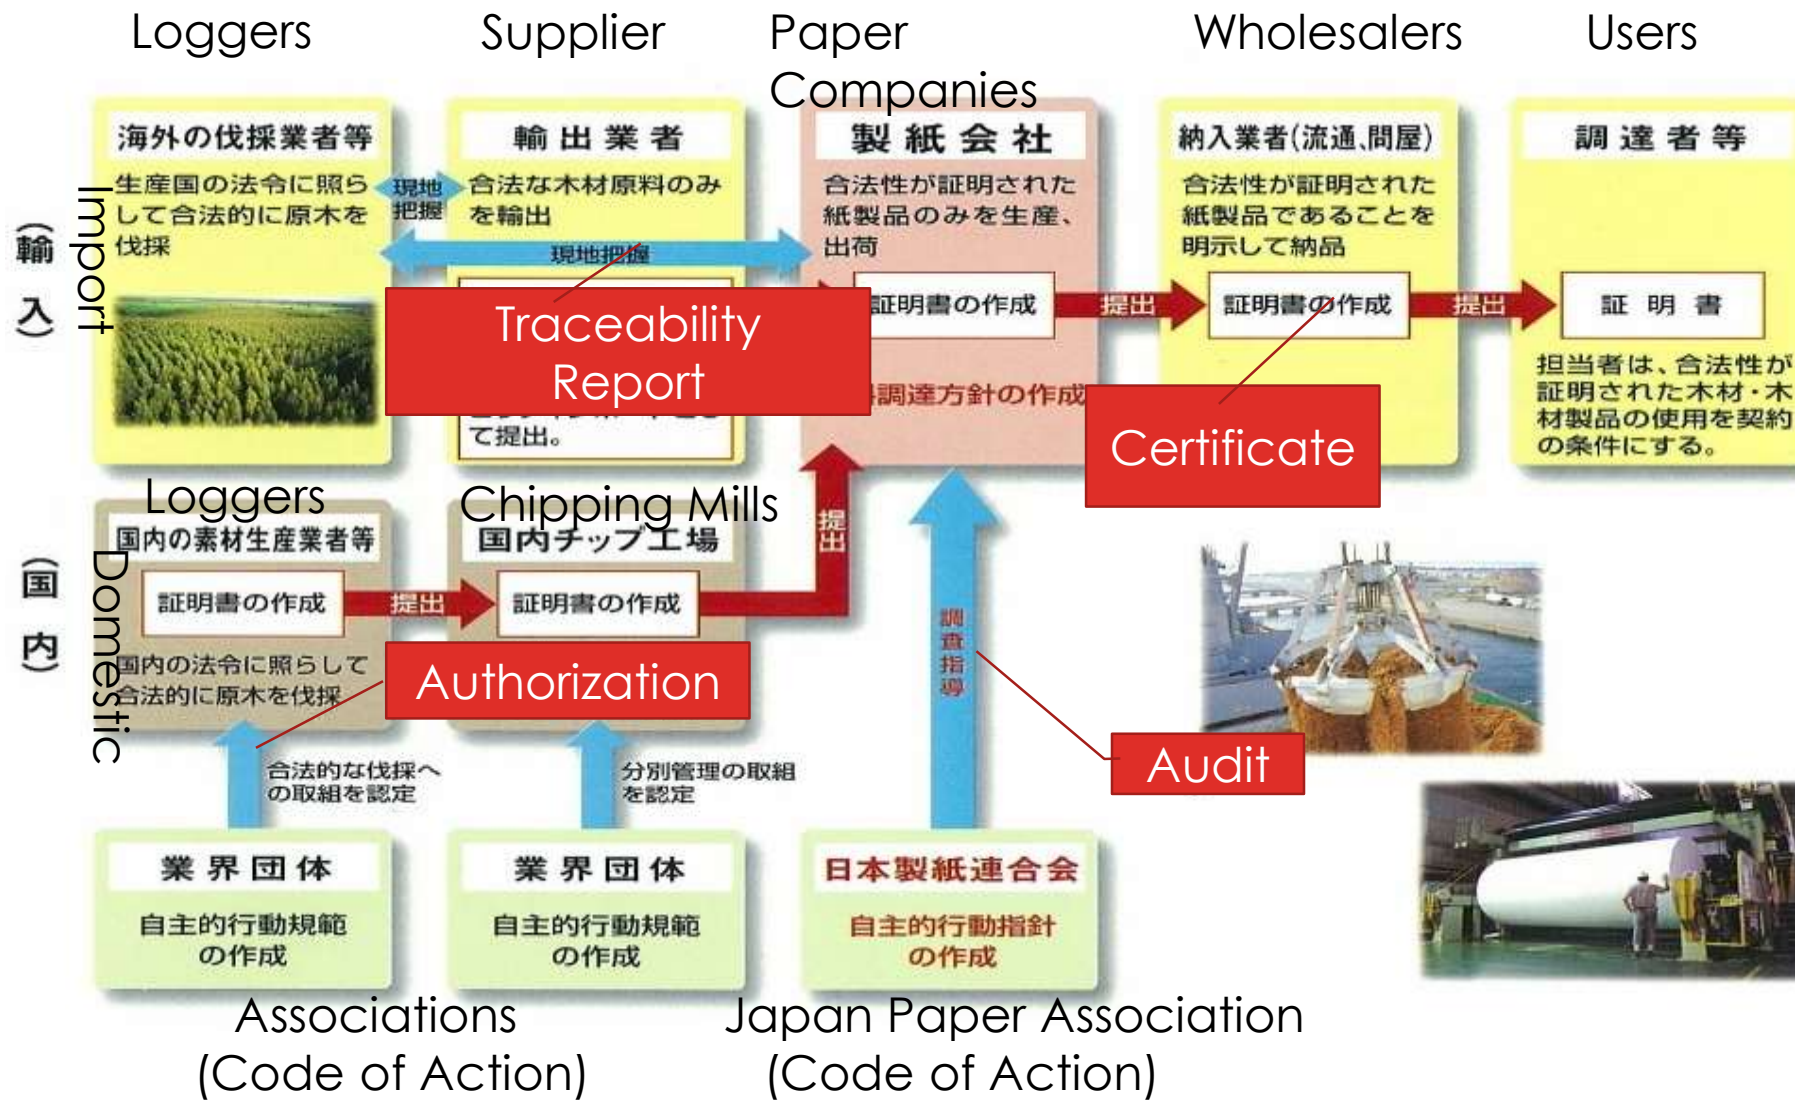 Loggers
Supplier
Paper
Companies
Wholesalers
Users
(輸入)
Import
海外の伐採業者等
生産国の法令に照ら
して合法的に原木を
伐採
現地
把握
輸出業者
合法な木材原料のみ
を輸出
現地把握
Traceability
Report
て提出。
製紙会社
合法性が証明された
紙製品のみを生産、
出荷
証明書の作成
調達方針の作成
提出
納入業者(流通、問屋)
合法性が証明された
紙製品であることを
明示して納品
証明書の作成
Certificate
提出
調達者等
証明書
担当者は、合法性が
証明された木材・木
材製品の使用を契約
の条件にする。
(国内)
Domestic
Loggers
国内の素材生産業者等
証明書の作成
国内の法令に照らして
合法的に原木を伐採
提出
Chipping Mills
国内チップ工場
証明書の作成
提出
Authorization
調査指導
Audit
合法的な伐採へ
の取組を認定
分別管理の取組
を認定
業界団体
自主的行動規範
の作成
業界団体
自主的行動規範
の作成
日本製紙連合会
自主的行動指針
の作成
Associations
(Code of Action)
Japan Paper Association
(Code of Action)